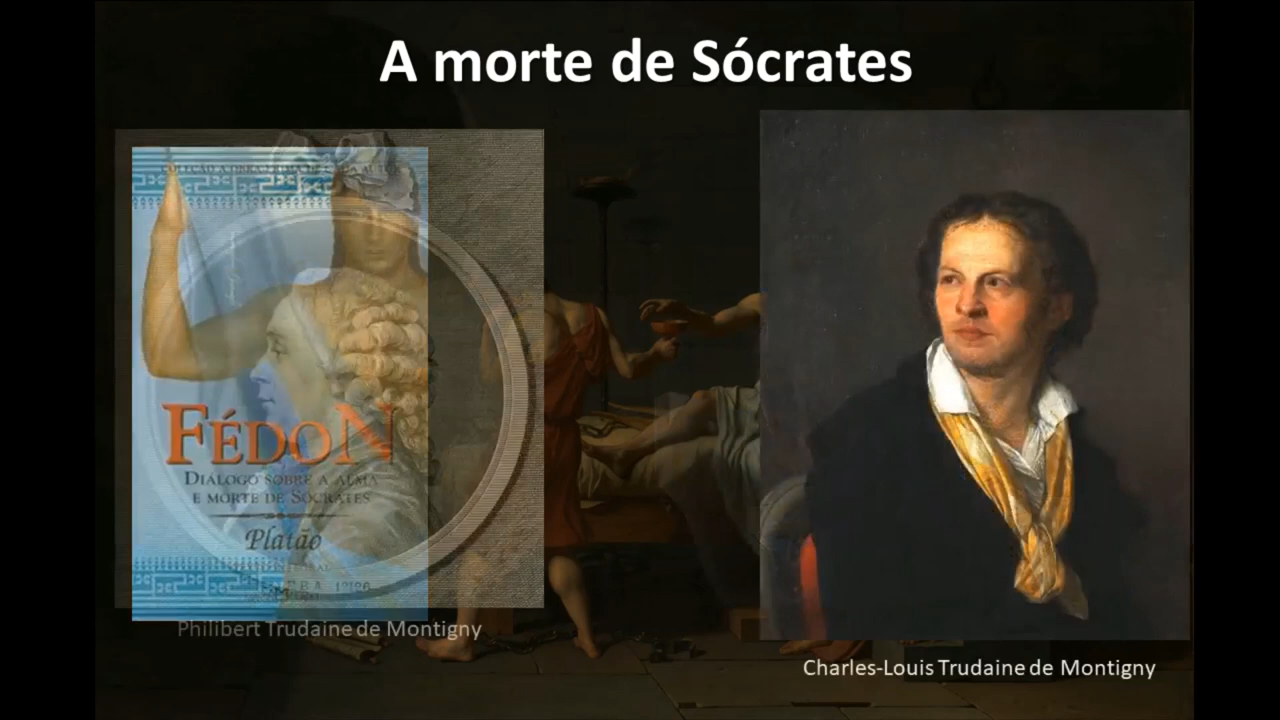 A morte de Sócrates
FÉDON
DIÁLOGO SOBRE A ALMA
E MORTE DE SÓCRATES
Platão
Philibert Trudaine de Montigny
Charles-Louis Trudaine de Montigny